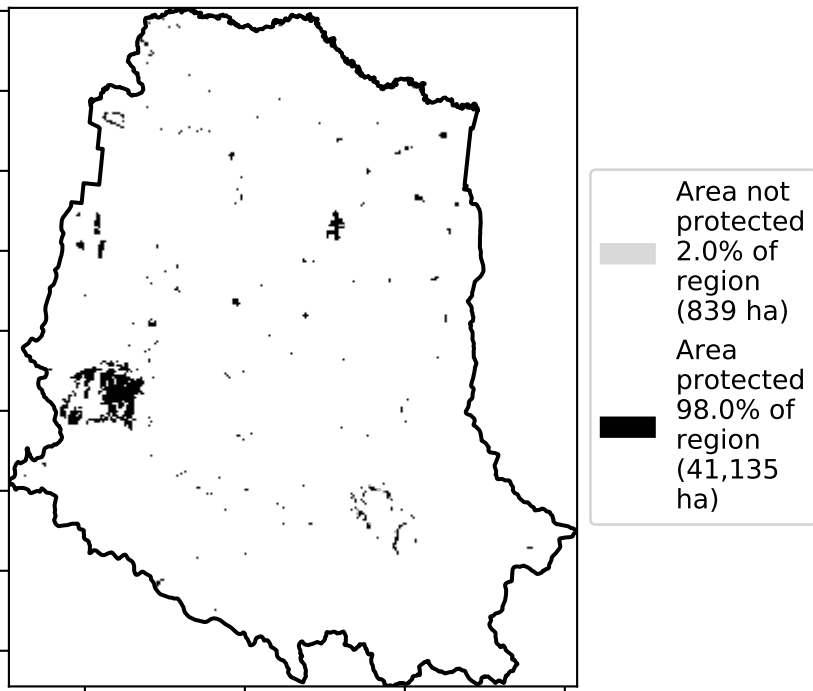 Area not
protected
2.0% of
region
(839 ha)
Area
protected
98.0% of
region
(41,135
ha)